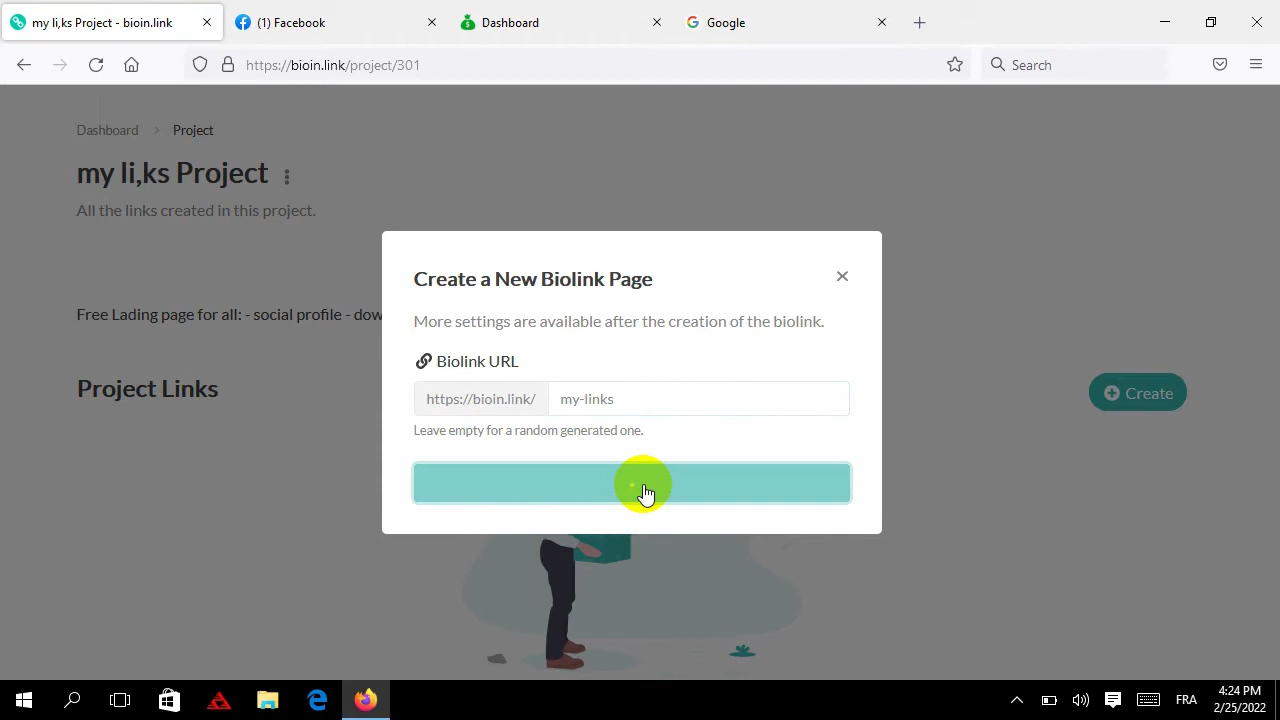 my li,ks Project - bioin.link
(1) Facebook
Dashboard
Google
https://bioin.link/project/301
Search
Dashboard > Project
my li,ks Project
All the links created in this project.
Free Lading page for all: - social profile - dow
Project Links
Create
Create a New Biolink Page
More settings are available after the creation of the biolink.
Biolink URL
https://bioin.link/ my-links
Leave empty for a random generated one.
FRA
4:24 PM
2/25/2022